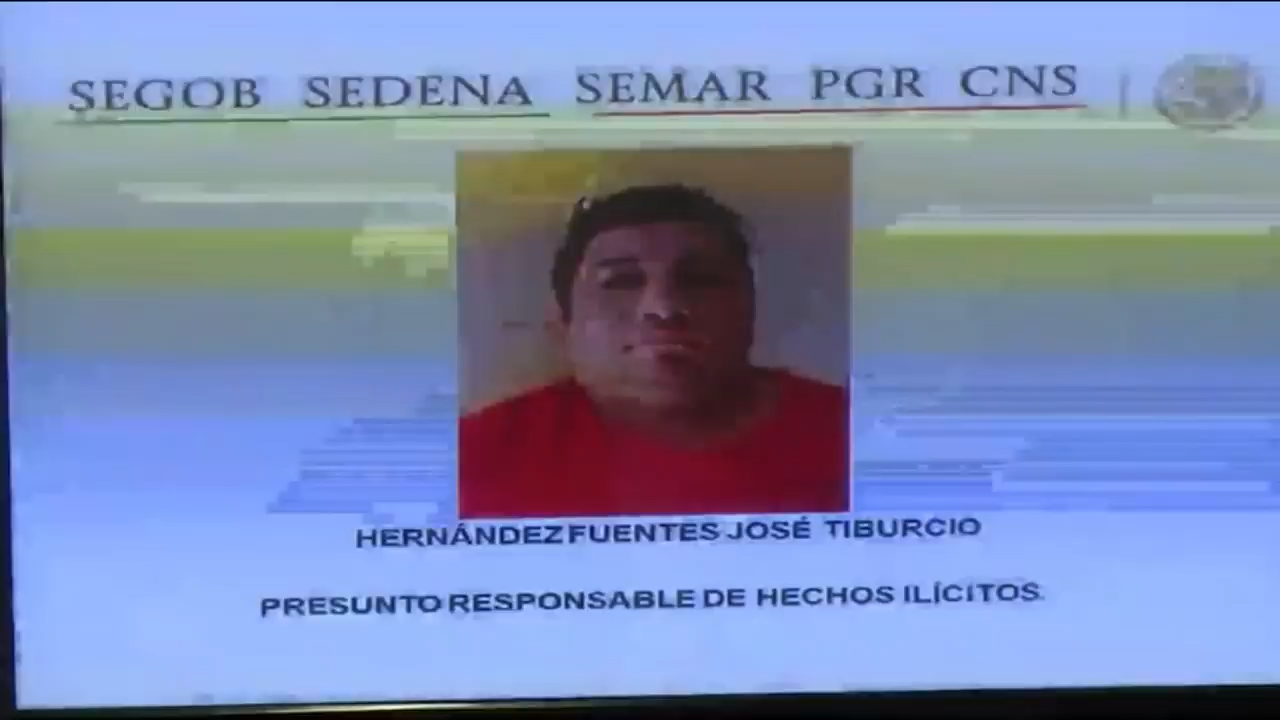 SEGOB SEDENA SEMAR PGR CNS
HERNÁNDEZ FUENTES JOSÉ TIBURCIO
PRESUNTO RESPONSABLE DE HECHOS ILÍCITOS